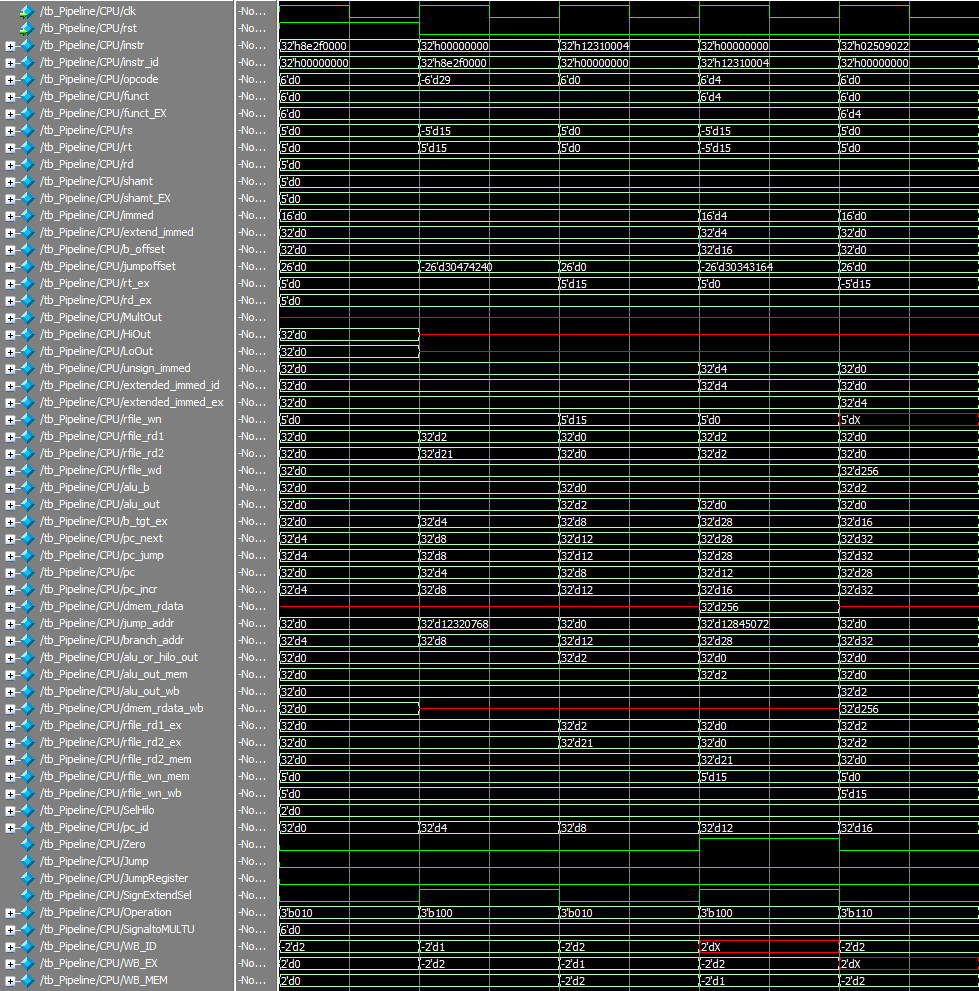 /tb_Pipeline/CPU/clk -No...
/tb_Pipeline/CPU/rst -No...
/tb_Pipeline/CPU/instr -No... 32'h8e2f0000 32'h00000000 32'h12310004 32'h00000000 32'h02509022
/tb_Pipeline/CPU/instr_id -No... 32'h00000000 32'h8e2f0000 32'h00000000 32'h12310004 32'h00000000
/tb_Pipeline/CPU/opcode -No... 6'd0 -6'd29 6'd0 6'd4 6'd0
/tb_Pipeline/CPU/funct -No... 6'd0 6'd4 6'd0
/tb_Pipeline/CPU/funct_EX -No... 6'd0 6'd4
/tb_Pipeline/CPU/rs -No... 5'd0 -5'd15 5'd0 -5'd15 5'd0
/tb_Pipeline/CPU/rt -No... 5'd0 5'd15 5'd0 -5'd15 5'd0
/tb_Pipeline/CPU/rd -No... 5'd0
/tb_Pipeline/CPU/shamt -No... 5'd0
/tb_Pipeline/CPU/shamt_EX -No... 5'd0
/tb_Pipeline/CPU/immed -No... 16'd0 16'd4 16'd0
/tb_Pipeline/CPU/extend_immed -No... 32'd0 32'd4 32'd0
/tb_Pipeline/CPU/b_offset -No... 32'd0 32'd16 32'd0
/tb_Pipeline/CPU/jumpoffset -No... 26'd0 -26'd30474240 26'd0 -26'd30343164 26'd0
/tb_Pipeline/CPU/rt_ex -No... 5'd0 5'd15 5'd0 -5'd15
/tb_Pipeline/CPU/rd_ex -No... 5'd0
/tb_Pipeline/CPU/MultOut -No...
/tb_Pipeline/CPU/HiOut -No... 32'd0
/tb_Pipeline/CPU/LoOut -No... 32'd0
/tb_Pipeline/CPU/unsign_immed -No... 32'd0 32'd4 32'd0
/tb_Pipeline/CPU/extended_immed_id -No... 32'd0 32'd4 32'd0
/tb_Pipeline/CPU/extended_immed_ex -No... 32'd0 32'd4
/tb_Pipeline/CPU/rfile_wn -No... 5'd0 5'd15 5'd0 5'dX
/tb_Pipeline/CPU/rfile_rd1 -No... 32'd0 32'd2 32'd0 32'd2 32'd0
/tb_Pipeline/CPU/rfile_rd2 -No... 32'd0 32'd21 32'd0 32'd2 32'd0
/tb_Pipeline/CPU/rfile_wd -No... 32'd0 32'd256
/tb_Pipeline/CPU/alu_b -No... 32'd0 32'd0 32'd2
/tb_Pipeline/CPU/alu_out -No... 32'd0 32'd2 32'd0 32'd0
/tb_Pipeline/CPU/b_tgt_ex -No... 32'd0 32'd4 32'd8 32'd28 32'd16
/tb_Pipeline/CPU/pc_next -No... 32'd4 32'd8 32'd12 32'd28 32'd32
/tb_Pipeline/CPU/pc_jump -No... 32'd4 32'd8 32'd12 32'd28 32'd32
/tb_Pipeline/CPU/pc -No... 32'd0 32'd4 32'd8 32'd12 32'd28
/tb_Pipeline/CPU/pc_incr -No... 32'd4 32'd8 32'd12 32'd16 32'd32
/tb_Pipeline/CPU/dmem_rdata -No... 32'd256
/tb_Pipeline/CPU/jump_addr -No... 32'd0 32'd12320768 32'd0 32'd12845072 32'd0
/tb_Pipeline/CPU/branch_addr -No... 32'd4 32'd8 32'd12 32'd28 32'd32
/tb_Pipeline/CPU/alu_or_hilo_out -No... 32'd0 32'd2 32'd0 32'd0
/tb_Pipeline/CPU/alu_out_mem -No... 32'd0 32'd2 32'd0
/tb_Pipeline/CPU/alu_out_wb -No... 32'd0 32'd2
/tb_Pipeline/CPU/dmem_rdata_wb -No... 32'd0 32'd256
/tb_Pipeline/CPU/rfile_rd1_ex -No... 32'd0 32'd2 32'd0 32'd2
/tb_Pipeline/CPU/rfile_rd2_ex -No... 32'd0 32'd21 32'd0 32'd2
/tb_Pipeline/CPU/rfile_rd2_mem -No... 32'd0 32'd21 32'd0
/tb_Pipeline/CPU/rfile_wn_mem -No... 5'd0 5'd15 5'd0
/tb_Pipeline/CPU/rfile_wn_wb -No... 5'd0 5'd15
/tb_Pipeline/CPU/SelHilo -No... 2'd0
/tb_Pipeline/CPU/pc_id -No... 32'd0 32'd4 32'd8 32'd12 32'd16
/tb_Pipeline/CPU/Zero -No...
/tb_Pipeline/CPU/Jump -No...
/tb_Pipeline/CPU/JumpRegister -No...
/tb_Pipeline/CPU/SignExtendSel -No...
/tb_Pipeline/CPU/Operation -No... 3'b010 3'b100 3'b010 3'b100 3'b110
/tb_Pipeline/CPU/SignaltoMULTU -No... 6'd0
/tb_Pipeline/CPU/WB_ID -No... -2'd2 -2'd1 -2'd2 2'dX -2'd2
/tb_Pipeline/CPU/WB_EX -No... 2'd0 -2'd2 -2'd1 -2'd2 2'dX
/tb_Pipeline/CPU/WB_MEM -No... 2'd0 -2'd2 -2'd1 -2'd2